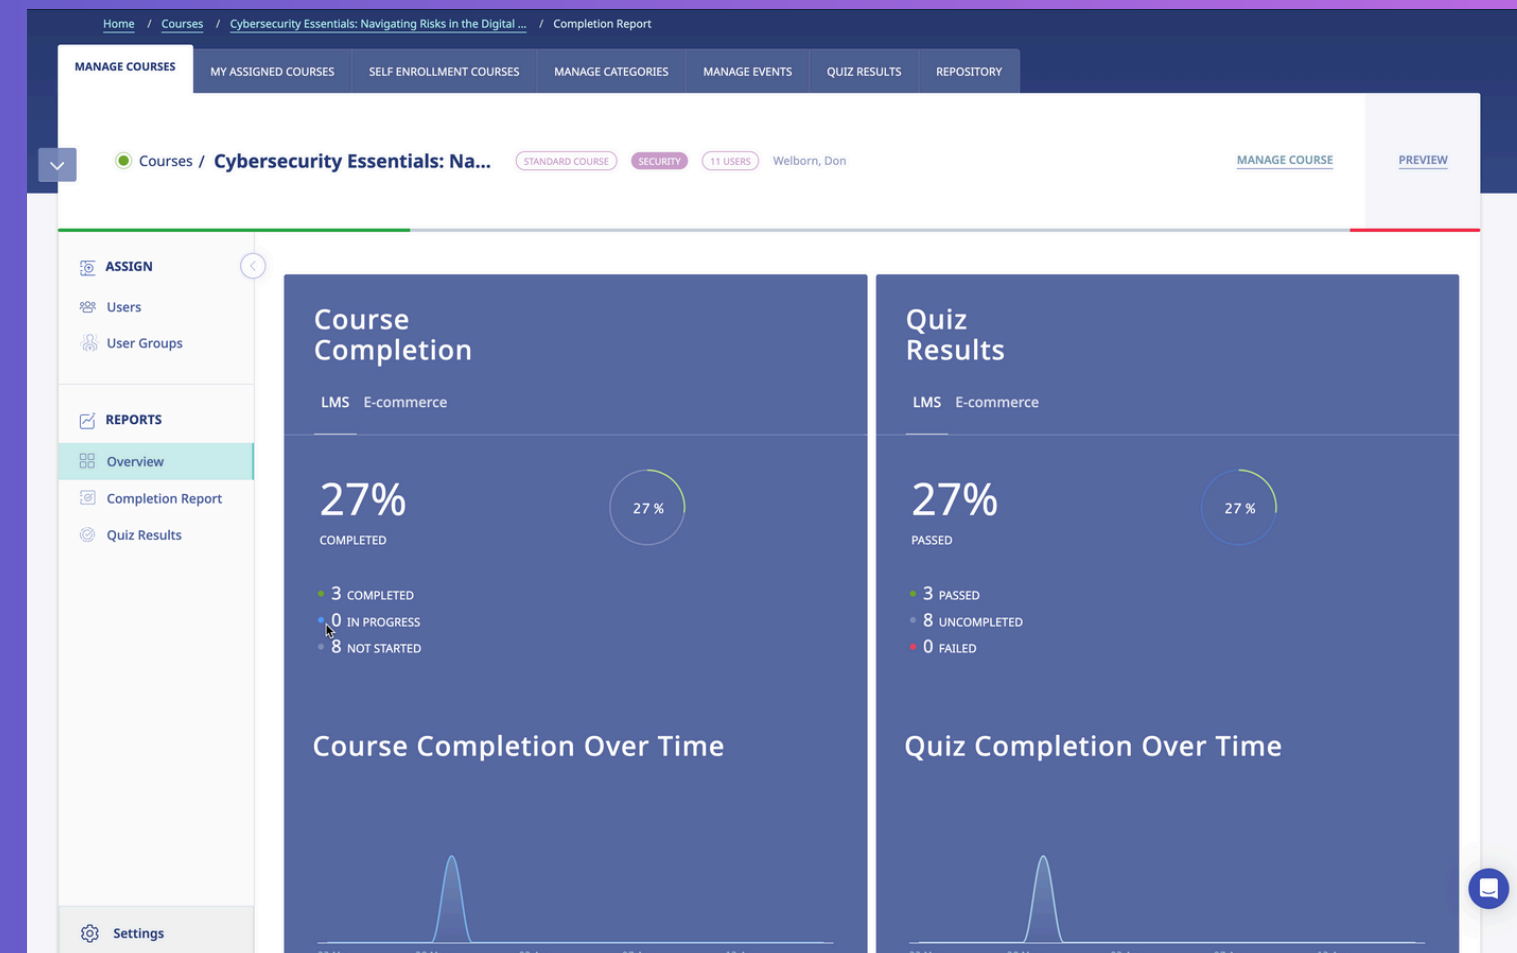 Home / Courses / Cybersecurity Essentials: Navigating Risks in the Digital ... / Completion Report
MANAGE COURSES MY ASSIGNED COURSES SELF ENROLLMENT COURSES MANAGE CATEGORIES MANAGE EVENTS QUIZ RESULTS REPOSITORY
Courses / Cybersecurity Essentials: Na... STANDARD COURSE SECURITY 11 USERS Welborn, Don MANAGE COURSE PREVIEW
ASSIGN
Users
User Groups
REPORTS
Overview
Completion Report
Quiz Results
Settings
Course
Completion
LMS E-commerce
27%
27 %
COMPLETED
3 COMPLETED
0 IN PROGRESS
8 NOT STARTED
Course Completion Over Time
Quiz
Results
LMS E-commerce
27%
27 %
PASSED
3 PASSED
8 UNCOMPLETED
0 FAILED
Quiz Completion Over Time